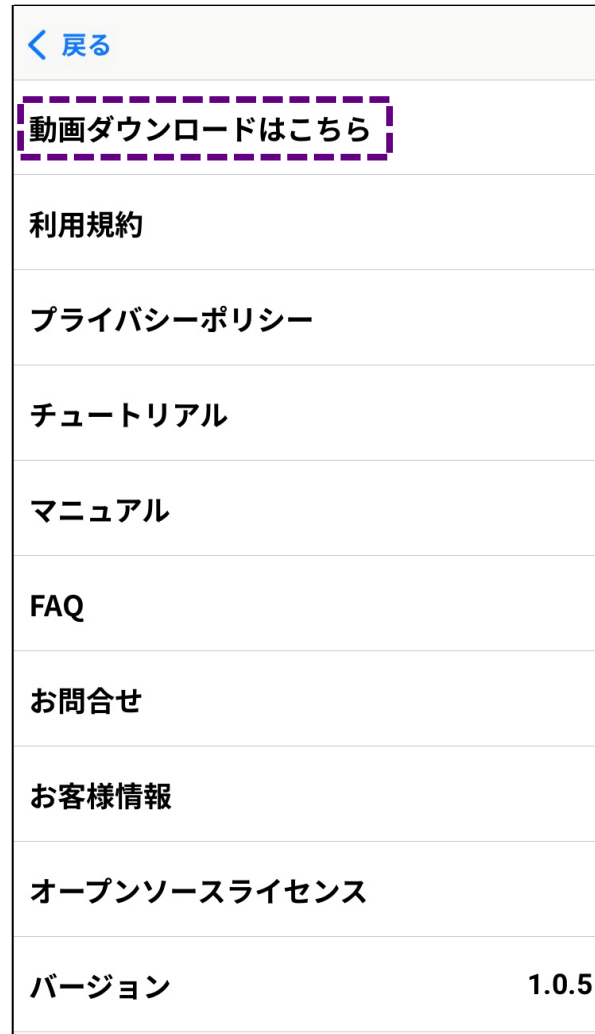 戻る
動画ダウンロードはこちら
利用規約
プライバシーポリシー
チュートリアル
マニュアル
FAQ
お問合せ
お客様情報
オープンソースライセンス
バージョン 1.0.5